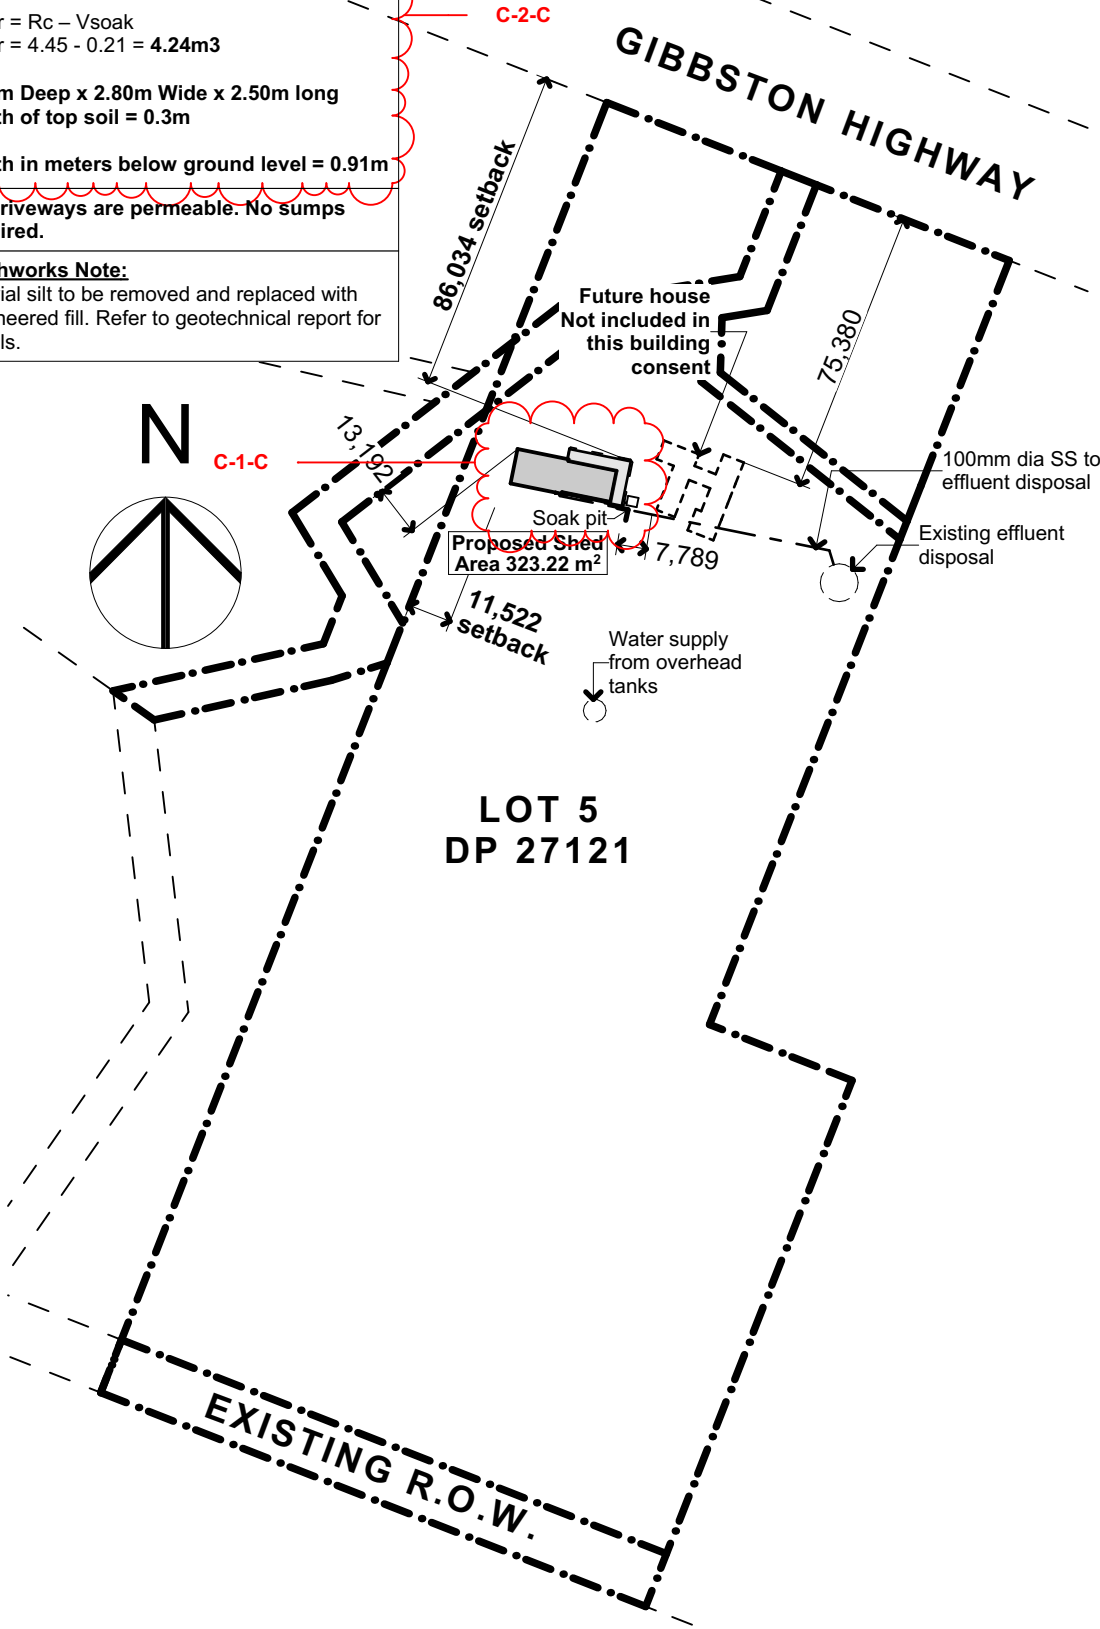 r = Rc – Vsoak
r = 4.45 - 0.21 = 4.24m3
m Deep x 2.80m Wide x 2.50m long
th of top soil = 0.3m
th in meters below ground level = 0.91m
riveways are permeable. No sumps
ired.
hworks Note:
ial silt to be removed and replaced with
neered fill. Refer to geotechnical report for
ls.
C-2-C
GIBBSTON HIGHWAY
86,034 setback
Future house
Not included in
this building
consent
75,380
N
C-1-C
13,192
100mm dia SS to
effluent disposal
Soak pit
Proposed Shed
Area 323.22 m²
7,789
Existing effluent
disposal
11,522
setback
Water supply
from overhead
tanks
LOT 5
DP 27121
EXISTING R.O.W.